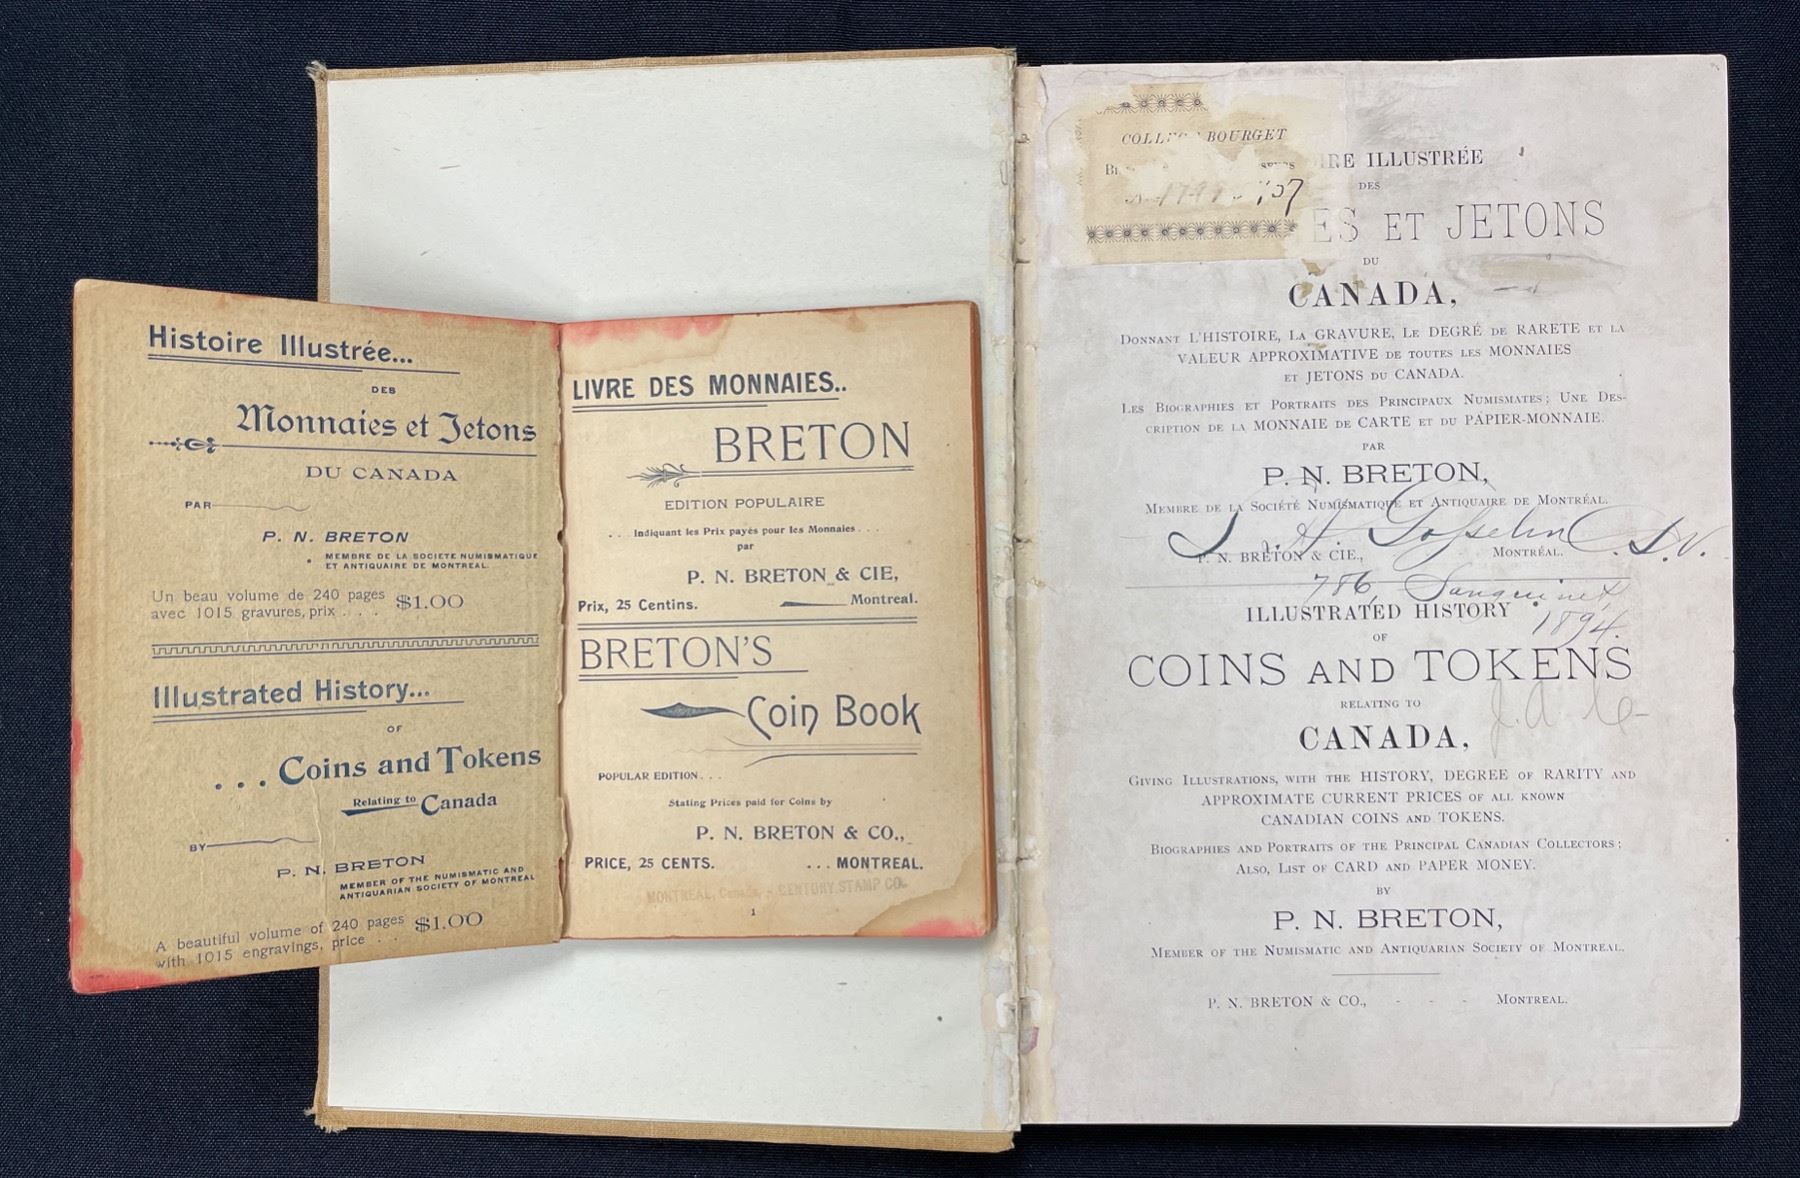 Histoire Illustrée...
DES
Monnaies et Jetons
DU CANADA
PAR
P. N. BRETON
MEMBRE DE LA SOCIETE NUMISMATIQUE
ET ANTIQUAIRE DE MONTREAL.
Un beau volume de 240 pages
avec 1015 gravures, prix . . . $1.00
Illustrated History...
OF
. . . Coins and Tokens
Relating to Canada
BY
P. N. BRETON
MEMBER OF THE NUMISMATIC AND
ANTIQUARIAN SOCIETY OF MONTREAL
A beautiful volume of 240 pages
with 1015 engravings, price . . $1.00
LIVRE DES MONNAIES..
BRETON
EDITION POPULAIRE
. . . Indiquant les Prix payés pour les Monnaies . . .
par
P. N. BRETON & CIE,
Prix, 25 Centins. Montreal.
BRETON'S
Coin Book
POPULAR EDITION . . .
Stating Prices paid for Coins by
P. N. BRETON & CO.,
PRICE, 25 CENTS. . . . MONTREAL.
MONTREAL, Canada, - CENTURY STAMP CO.
1
BOURGET
IRE ILLUSTRÉE
DES
ES ET JETONS
DU
CANADA,
DONNANT L'HISTOIRE, LA GRAVURE, LE DEGRÉ DE RARETE ET LA
VALEUR APPROXIMATIVE DE TOUTES LES MONNAIES
ET JETONS DU CANADA.
LES BIOGRAPHIES ET PORTRAITS DES PRINCIPAUX NUMISMATES; UNE DES-
CRIPTION DE LA MONNAIE DE CARTE ET DU PAPIER-MONNAIE.
PAR
P. N. BRETON,
MEMBRE DE LA SOCIÉTÉ NUMISMATIQUE ET ANTIQUAIRE DE MONTRÉAL.
Gosselin
P. N. BRETON & CIE., - MONTRÉAL.
786, Sanguinet
ILLUSTRATED HISTORY
1894.
OF
COINS AND TOKENS
RELATING TO
CANADA,
GIVING ILLUSTRATIONS, WITH THE HISTORY, DEGREE OF RARITY AND
APPROXIMATE CURRENT PRICES OF ALL KNOWN
CANADIAN COINS AND TOKENS.
BIOGRAPHIES AND PORTRAITS OF THE PRINCIPAL CANADIAN COLLECTORS;
ALSO, LIST OF CARD AND PAPER MONEY.
BY
P. N. BRETON,
MEMBER OF THE NUMISMATIC AND ANTIQUARIAN SOCIETY OF MONTREAL.
P. N. BRETON & CO., - - - MONTREAL.